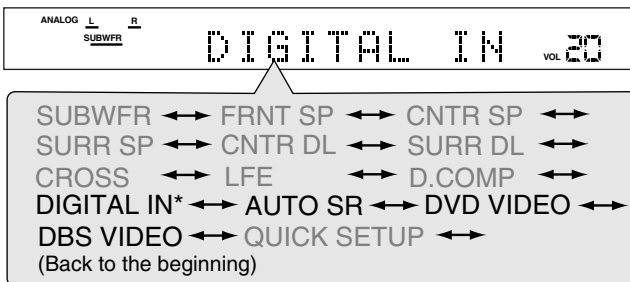 ANALOG L R
SUBWFR
DIGITAL IN VOL 20
SUBWFR ↔ FRNT SP ↔ CNTR SP ↔
SURR SP ↔ CNTR DL ↔ SURR DL ↔
CROSS ↔ LFE ↔ D.COMP ↔
DIGITAL IN* ↔ AUTO SR ↔ DVD VIDEO ↔
DBS VIDEO ↔ QUICK SETUP ↔
(Back to the beginning)